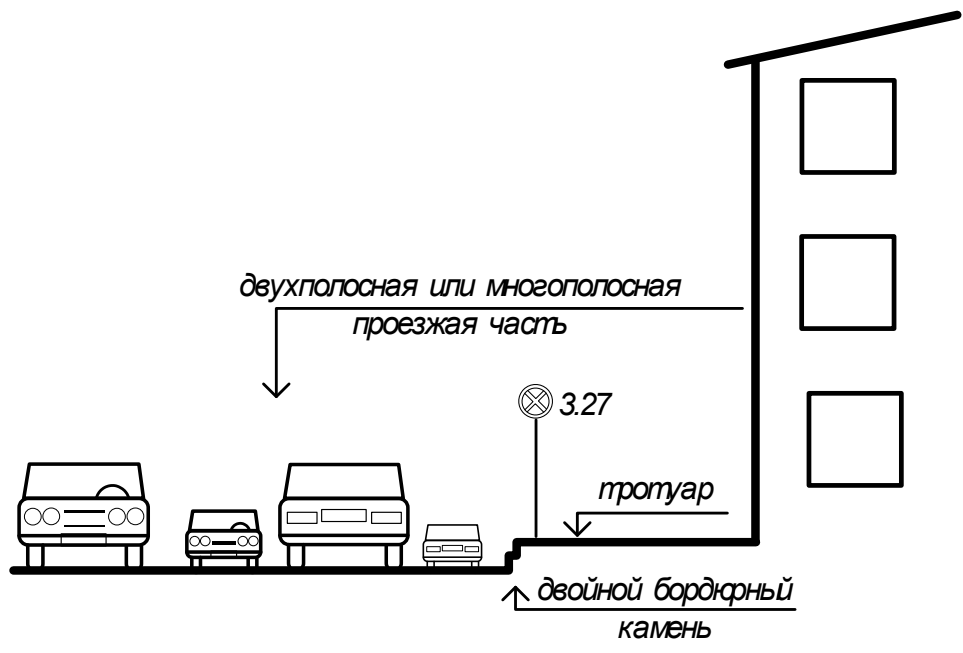 двухполосная или многополосная
проезжая часть
3.27
тротуар
двойной бордюрный
камень